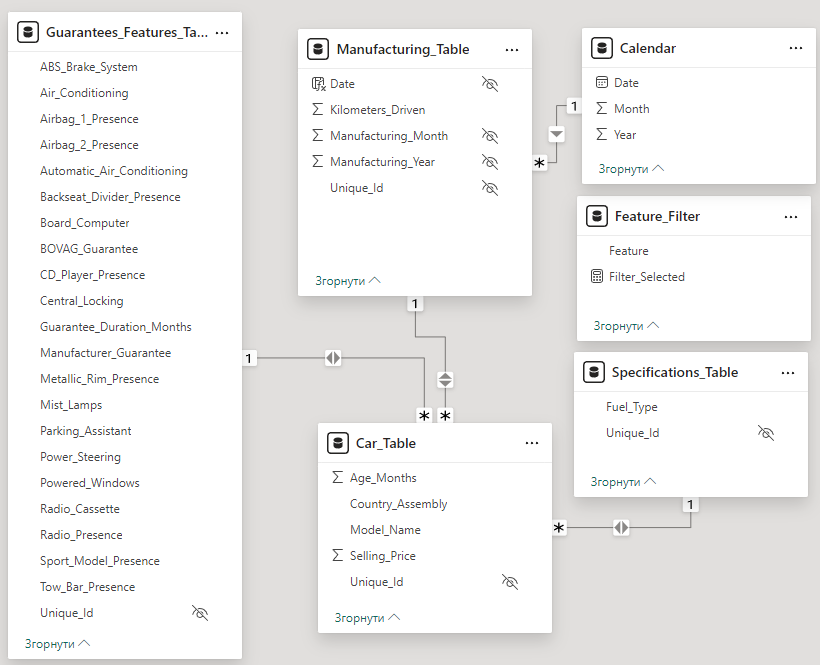 Guarantees_Features_Ta...
ABS_Brake_System
Air_Conditioning
Airbag_1_Presence
Airbag_2_Presence
Automatic_Air_Conditioning
Backseat_Divider_Presence
Board_Computer
BOVAG_Guarantee
CD_Player_Presence
Central_Locking
Guarantee_Duration_Months
Manufacturer_Guarantee
Metallic_Rim_Presence
Mist_Lamps
Parking_Assistant
Power_Steering
Powered_Windows
Radio_Cassette
Radio_Presence
Sport_Model_Presence
Tow_Bar_Presence
Unique_Id
Згорнути
1
Manufacturing_Table
Date
Kilometers_Driven
Manufacturing_Month
Manufacturing_Year
Unique_Id
Згорнути
1
*
1
Calendar
Date
Month
Year
Згорнути
Feature_Filter
Feature
Filter_Selected
Згорнути
Specifications_Table
Fuel_Type
Unique_Id
Згорнути
1
*
* *
Car_Table
Age_Months
Country_Assembly
Model_Name
Selling_Price
Unique_Id
Згорнути